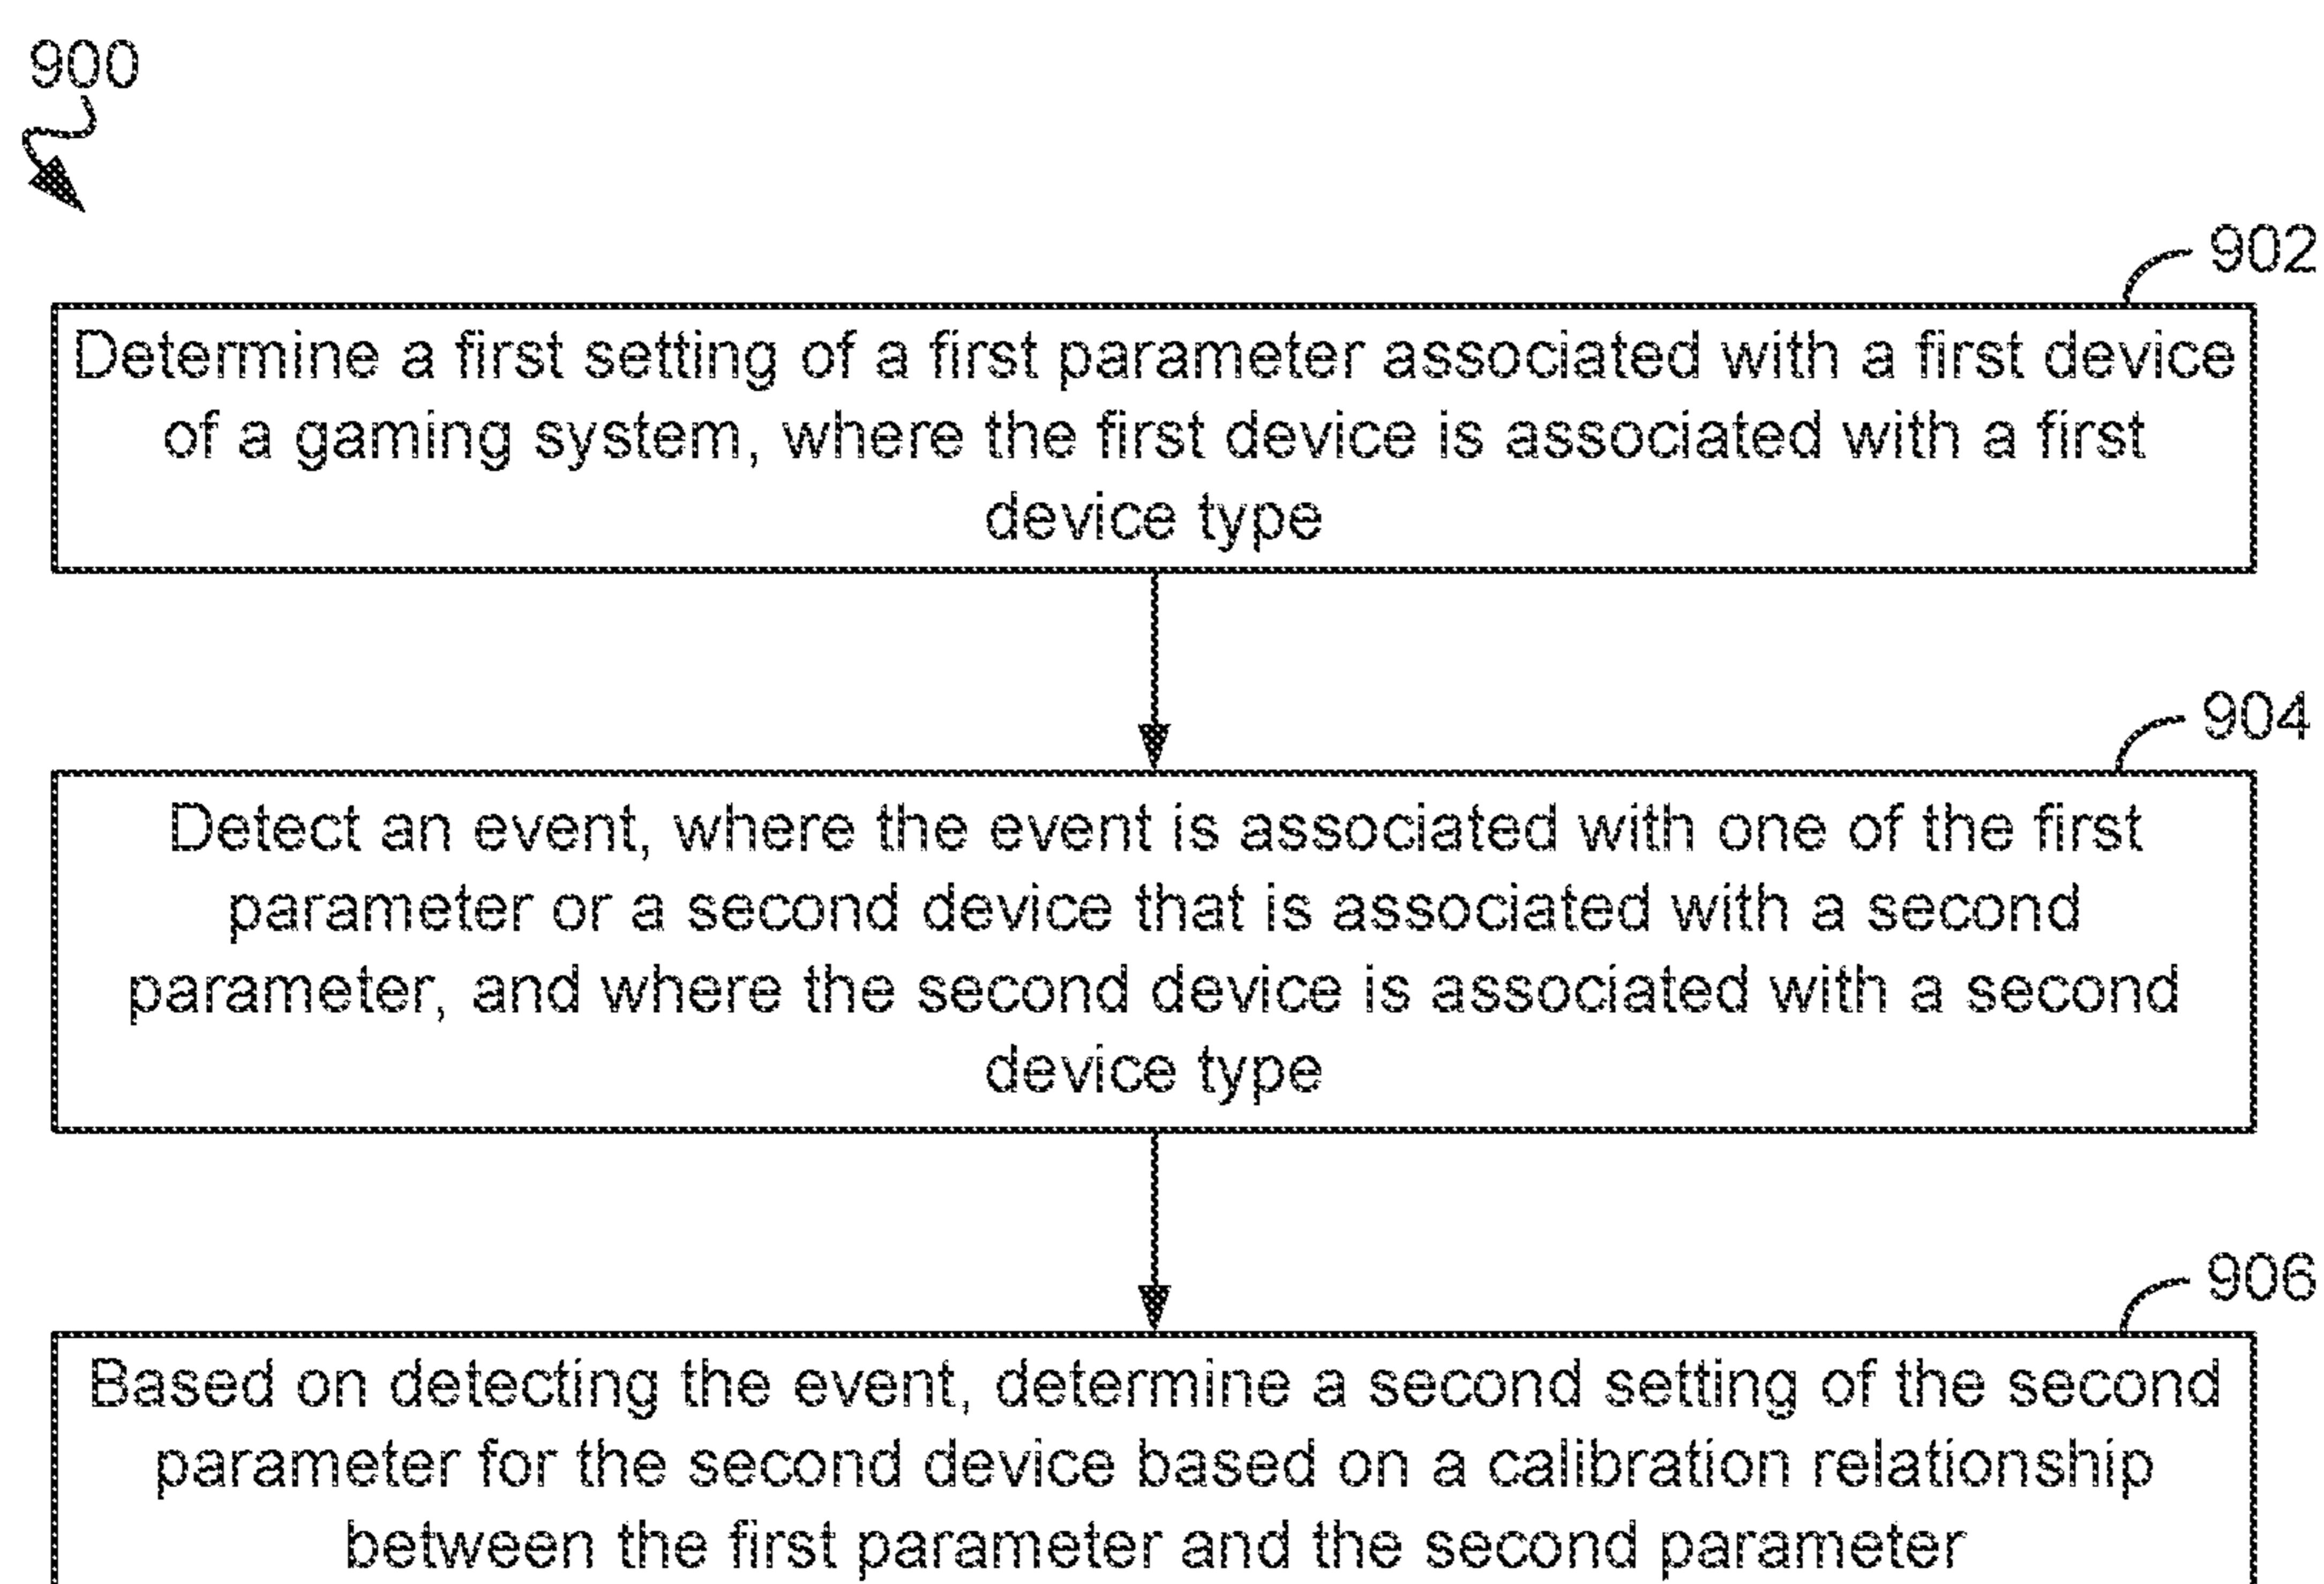 900
902
Determine a first setting of a first parameter associated with a first device
of a gaming system, where the first device is associated with a first
device type
904
Detect an event, where the event is associated with one of the first
parameter or a second device that is associated with a second
parameter, and where the second device is associated with a second
device type
906
Based on detecting the event, determine a second setting of the second
parameter for the second device based on a calibration relationship
between the first parameter and the second parameter